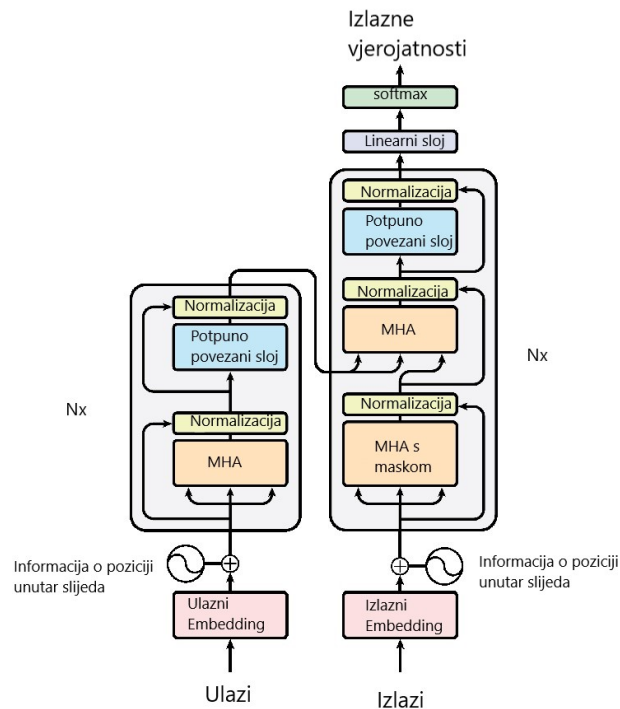 Izlazne
vjerojatnosti
softmax
Linearni sloj
Normalizacija
Potpuno
povezani sloj
Normalizacija
MHA
Nx
Normalizacija
MHA s
maskom
Normalizacija
Potpuno
povezani sloj
Nx
Normalizacija
MHA
Informacija o poziciji
unutar slijeda
Informacija o poziciji
unutar slijeda
Ulazni
Embedding
Izlazni
Embedding
Ulazi
Izlazi